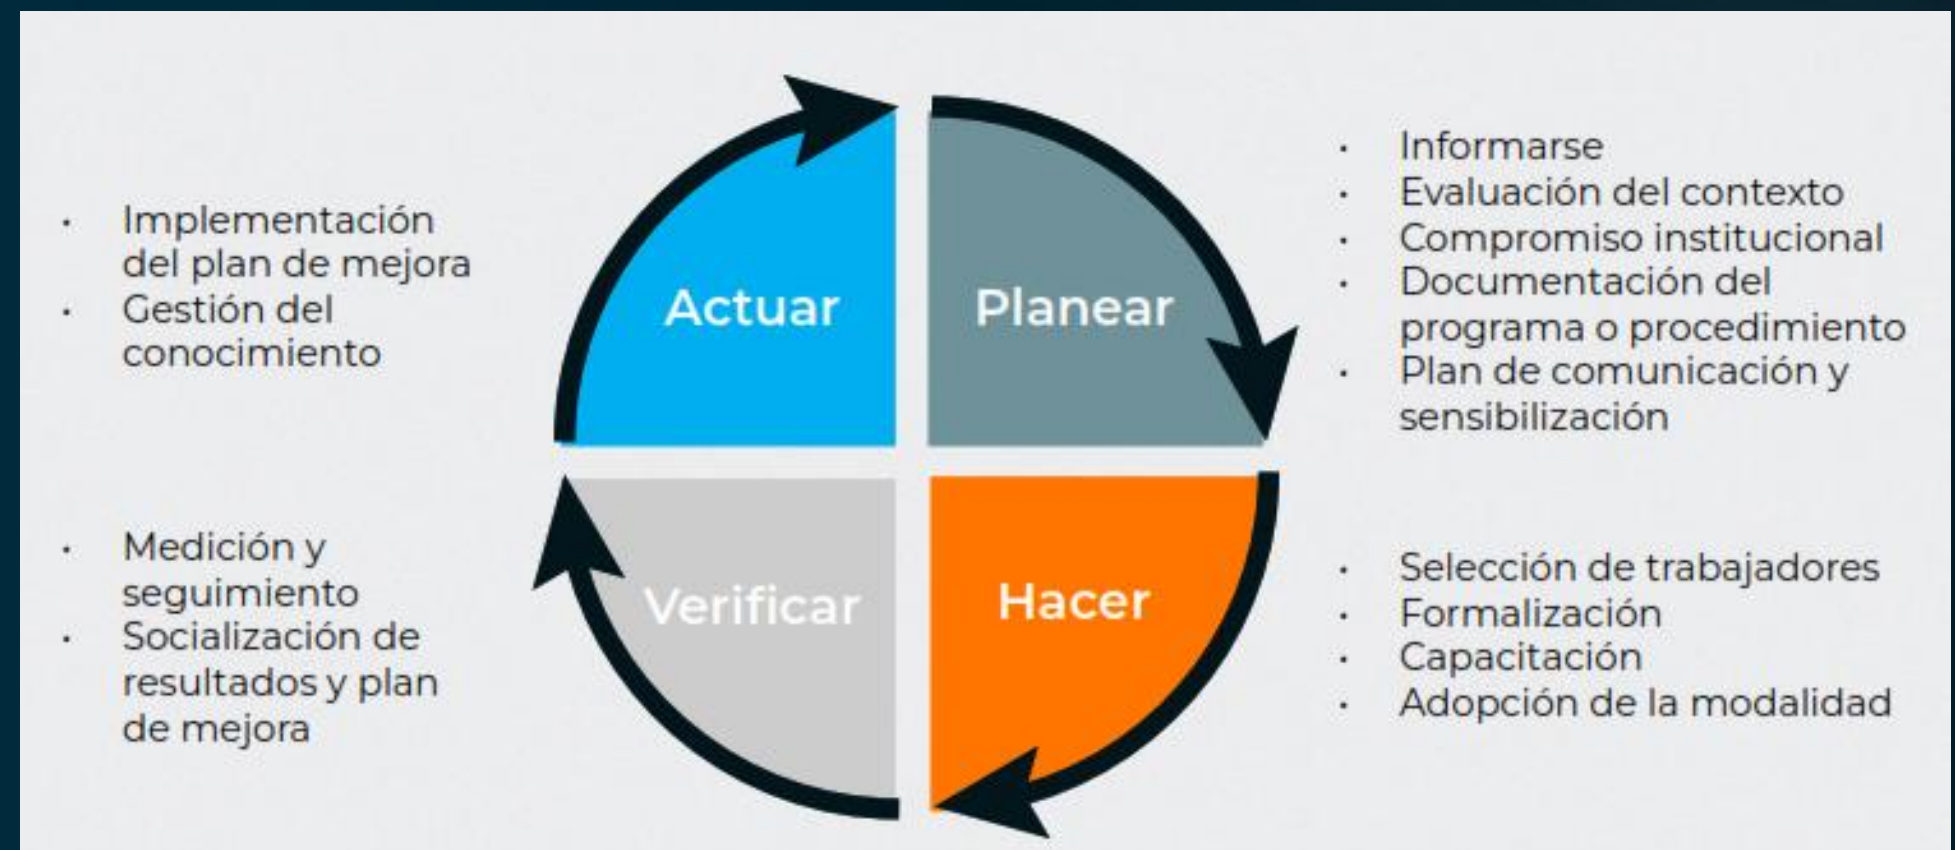 Actuar
Planear
Verificar
Hacer
· Implementación
del plan de mejora
· Gestión del
conocimiento
· Informarse
· Evaluación del contexto
· Compromiso institucional
· Documentación del
programa o procedimiento
· Plan de comunicación y
sensibilización
· Medición y
seguimiento
· Socialización de
resultados y plan
de mejora
· Selección de trabajadores
· Formalización
· Capacitación
· Adopción de la modalidad